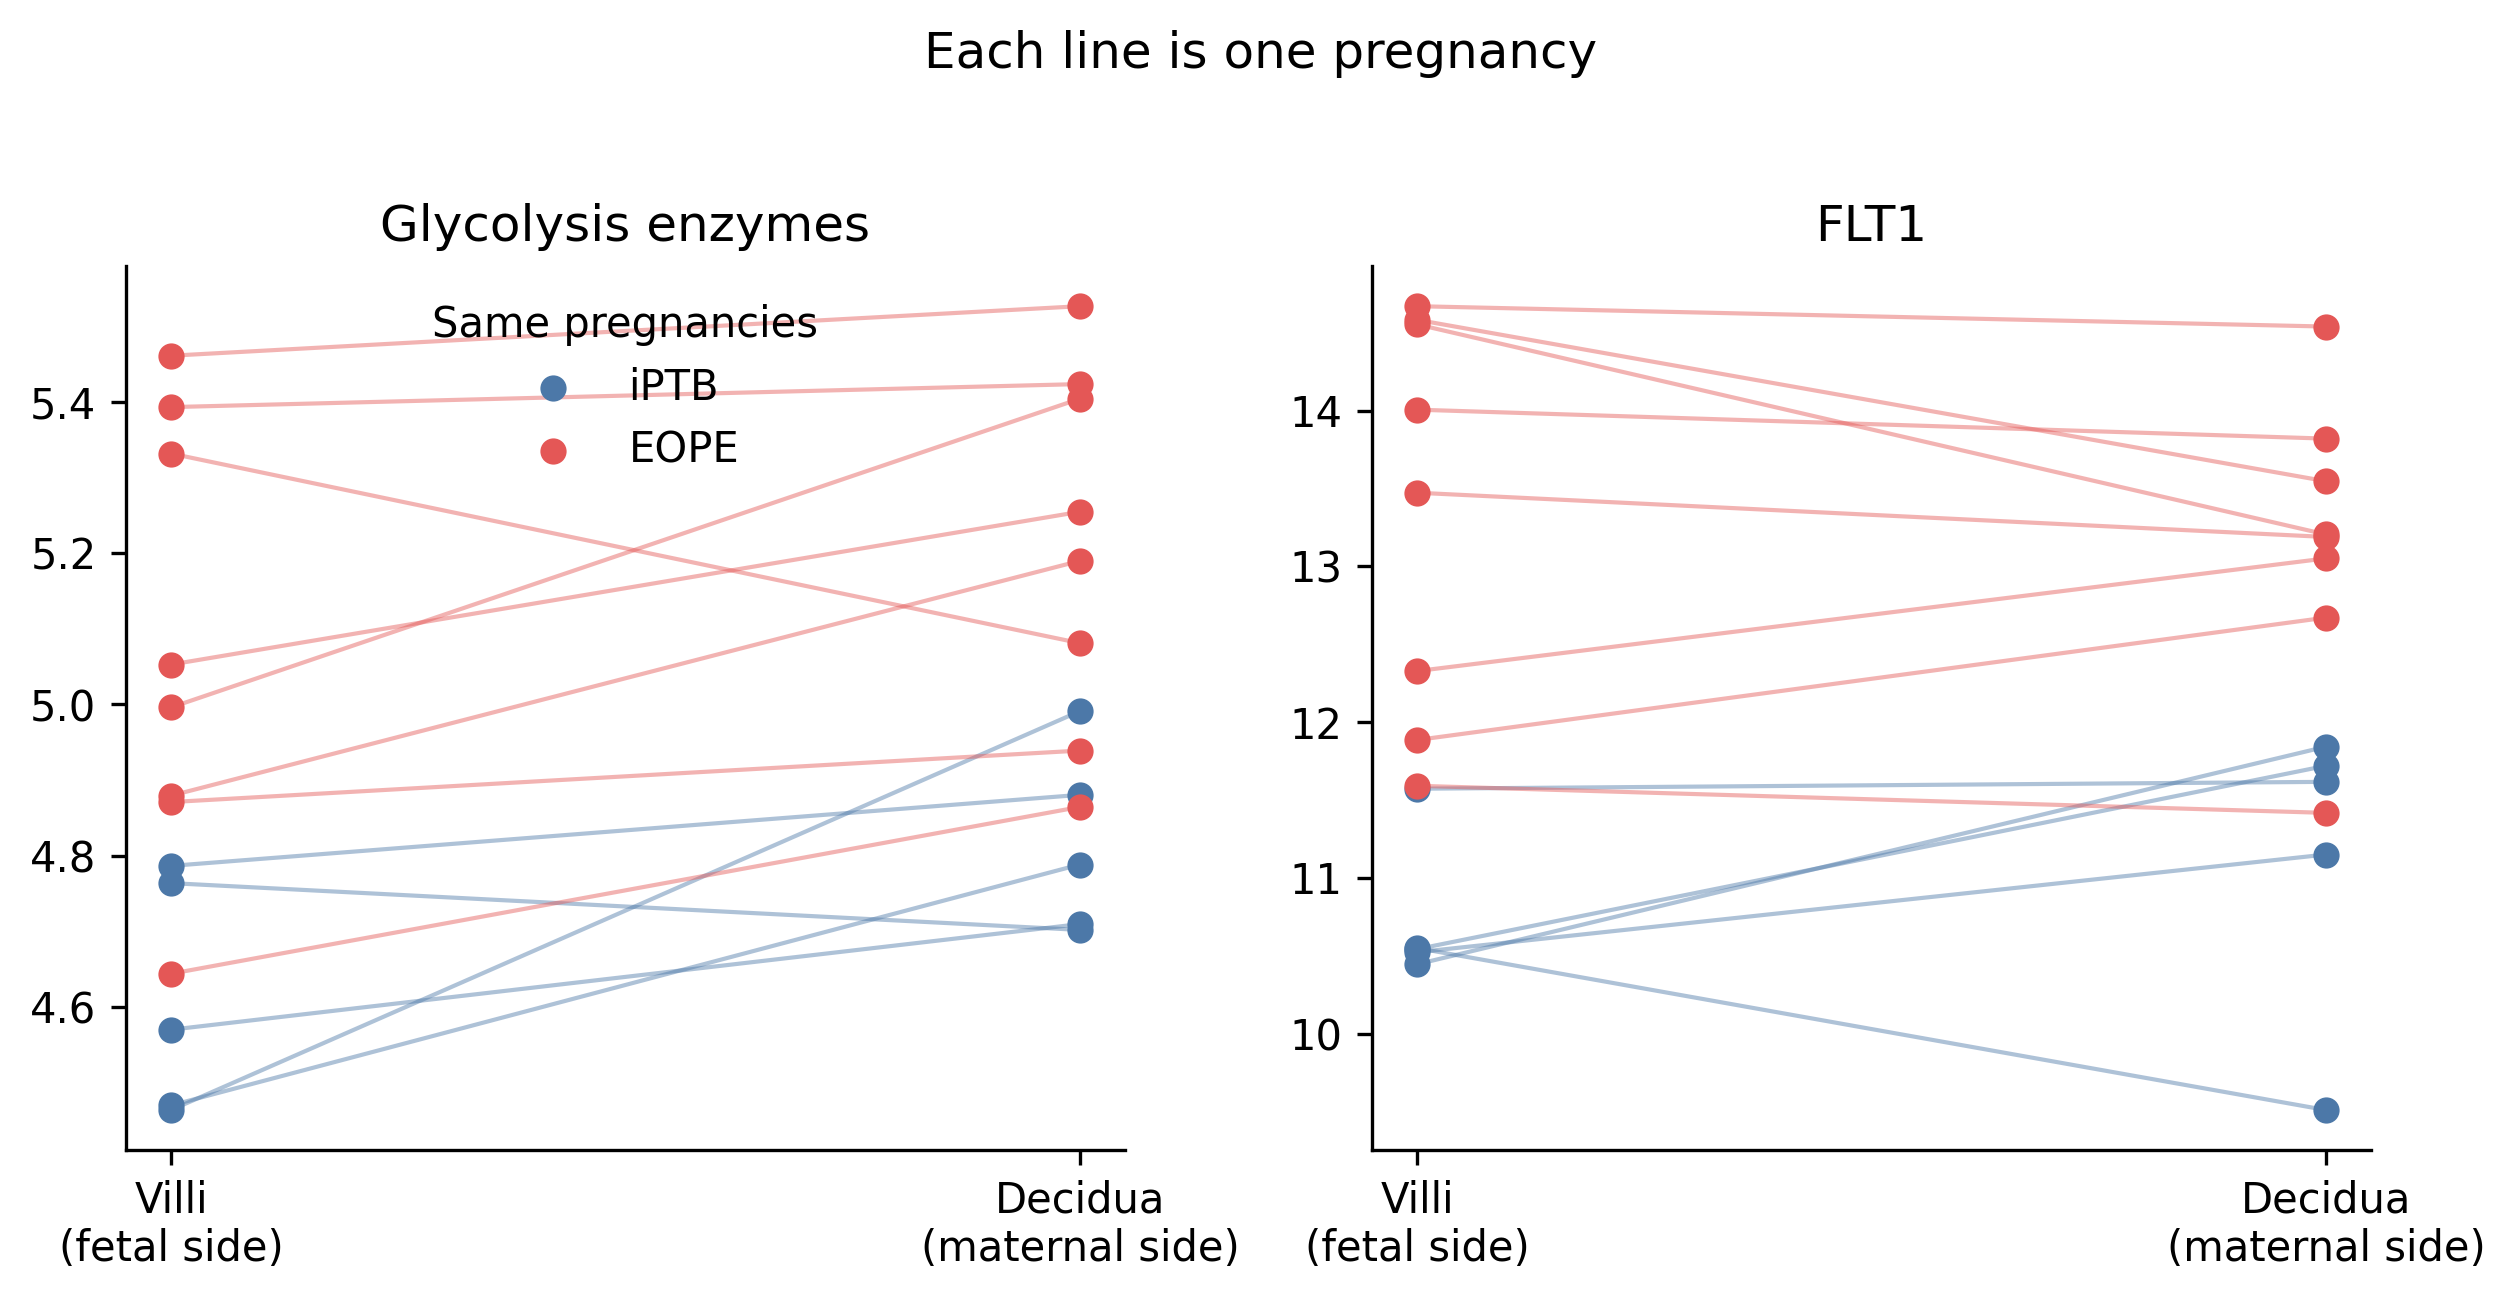 Each line is one pregnancy
Glycolysis enzymes
Same pregnancies
iPTB
EOPE
5.4
5.2
5.0
4.8
4.6
Villi
(fetal side)
Decidua
(maternal side)
FLT1
14
13
12
11
10
Villi
(fetal side)
Decidua
(maternal side)